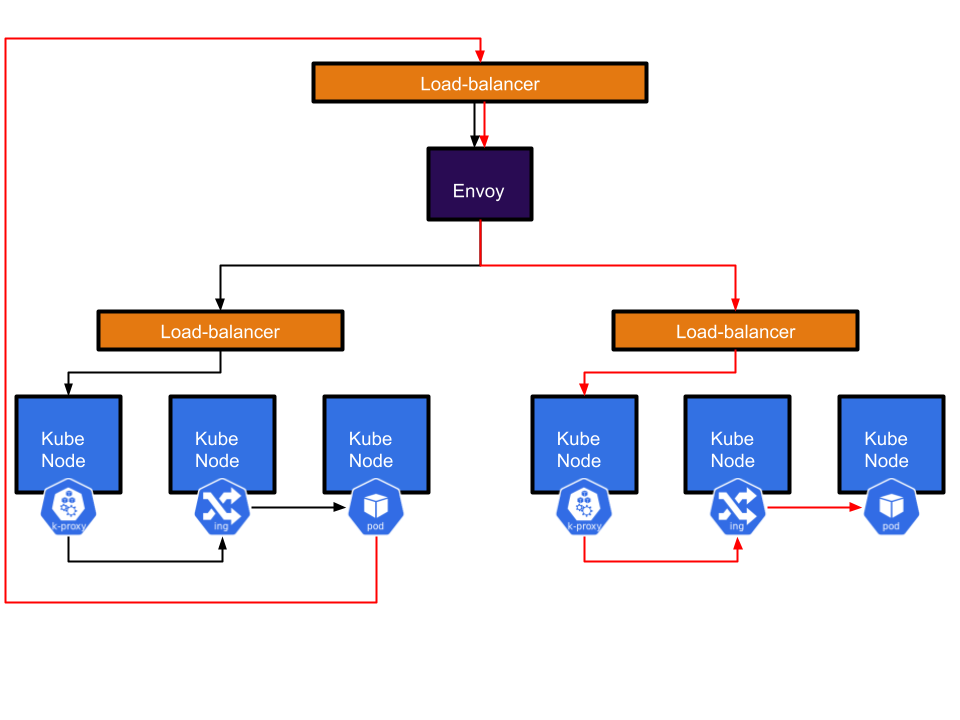 Load-balancer
Envoy
Load-balancer
Load-balancer
Kube
Node
Kube
Node
Kube
Node
Kube
Node
Kube
Node
Kube
Node
k-proxy
ing
pod
k-proxy
ing
pod